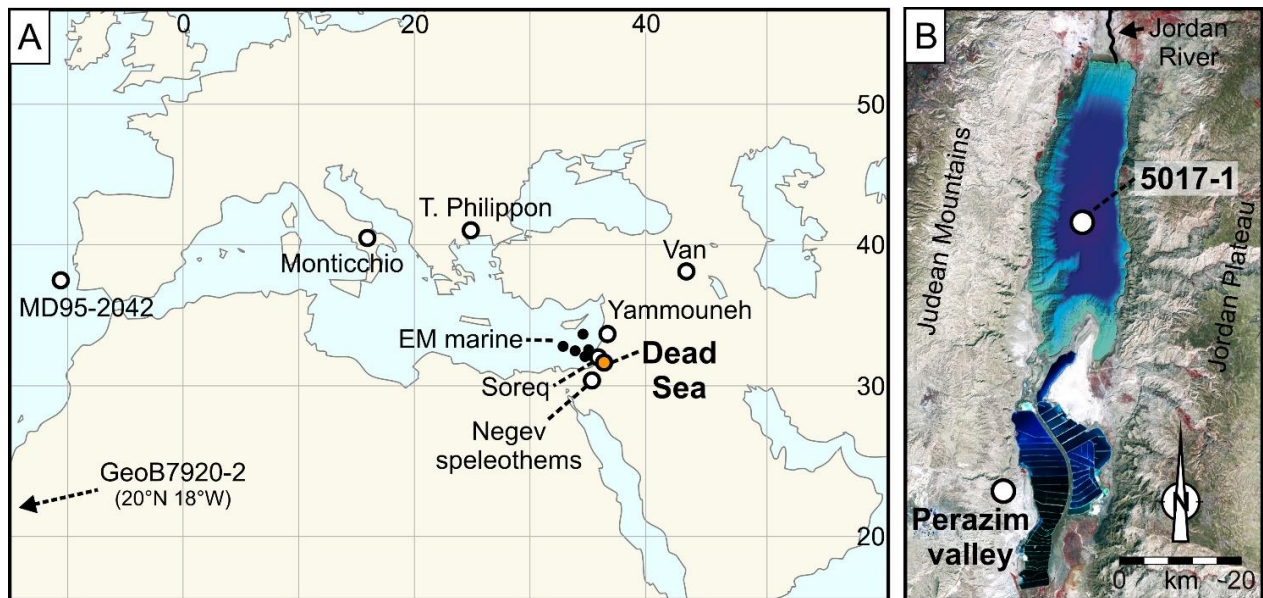 A
0
40
50
T. Philippon
Van
40
Monticchio
MD95-2042
Yammouneh
EM marine
Dead
Sea
Soreq
30
Negev
speleothems
GeoB7920-2
(20°N 18°W)
20
B
Jordan
River
Judean Mountains
5017-1
Jordan Plateau
Perazim
valley
N
0 km 20